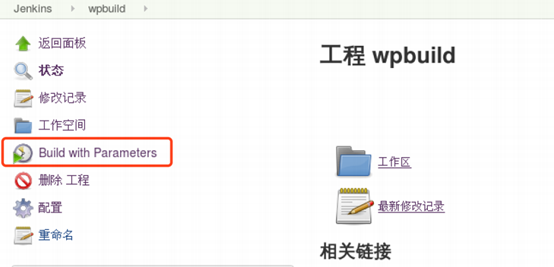 Jenkins wpbuild
返回面板
状态
修改记录
工作空间
Build with Parameters
删除 工程
配置
重命名
工程 wpbuild
工作区
最新修改记录
相关链接